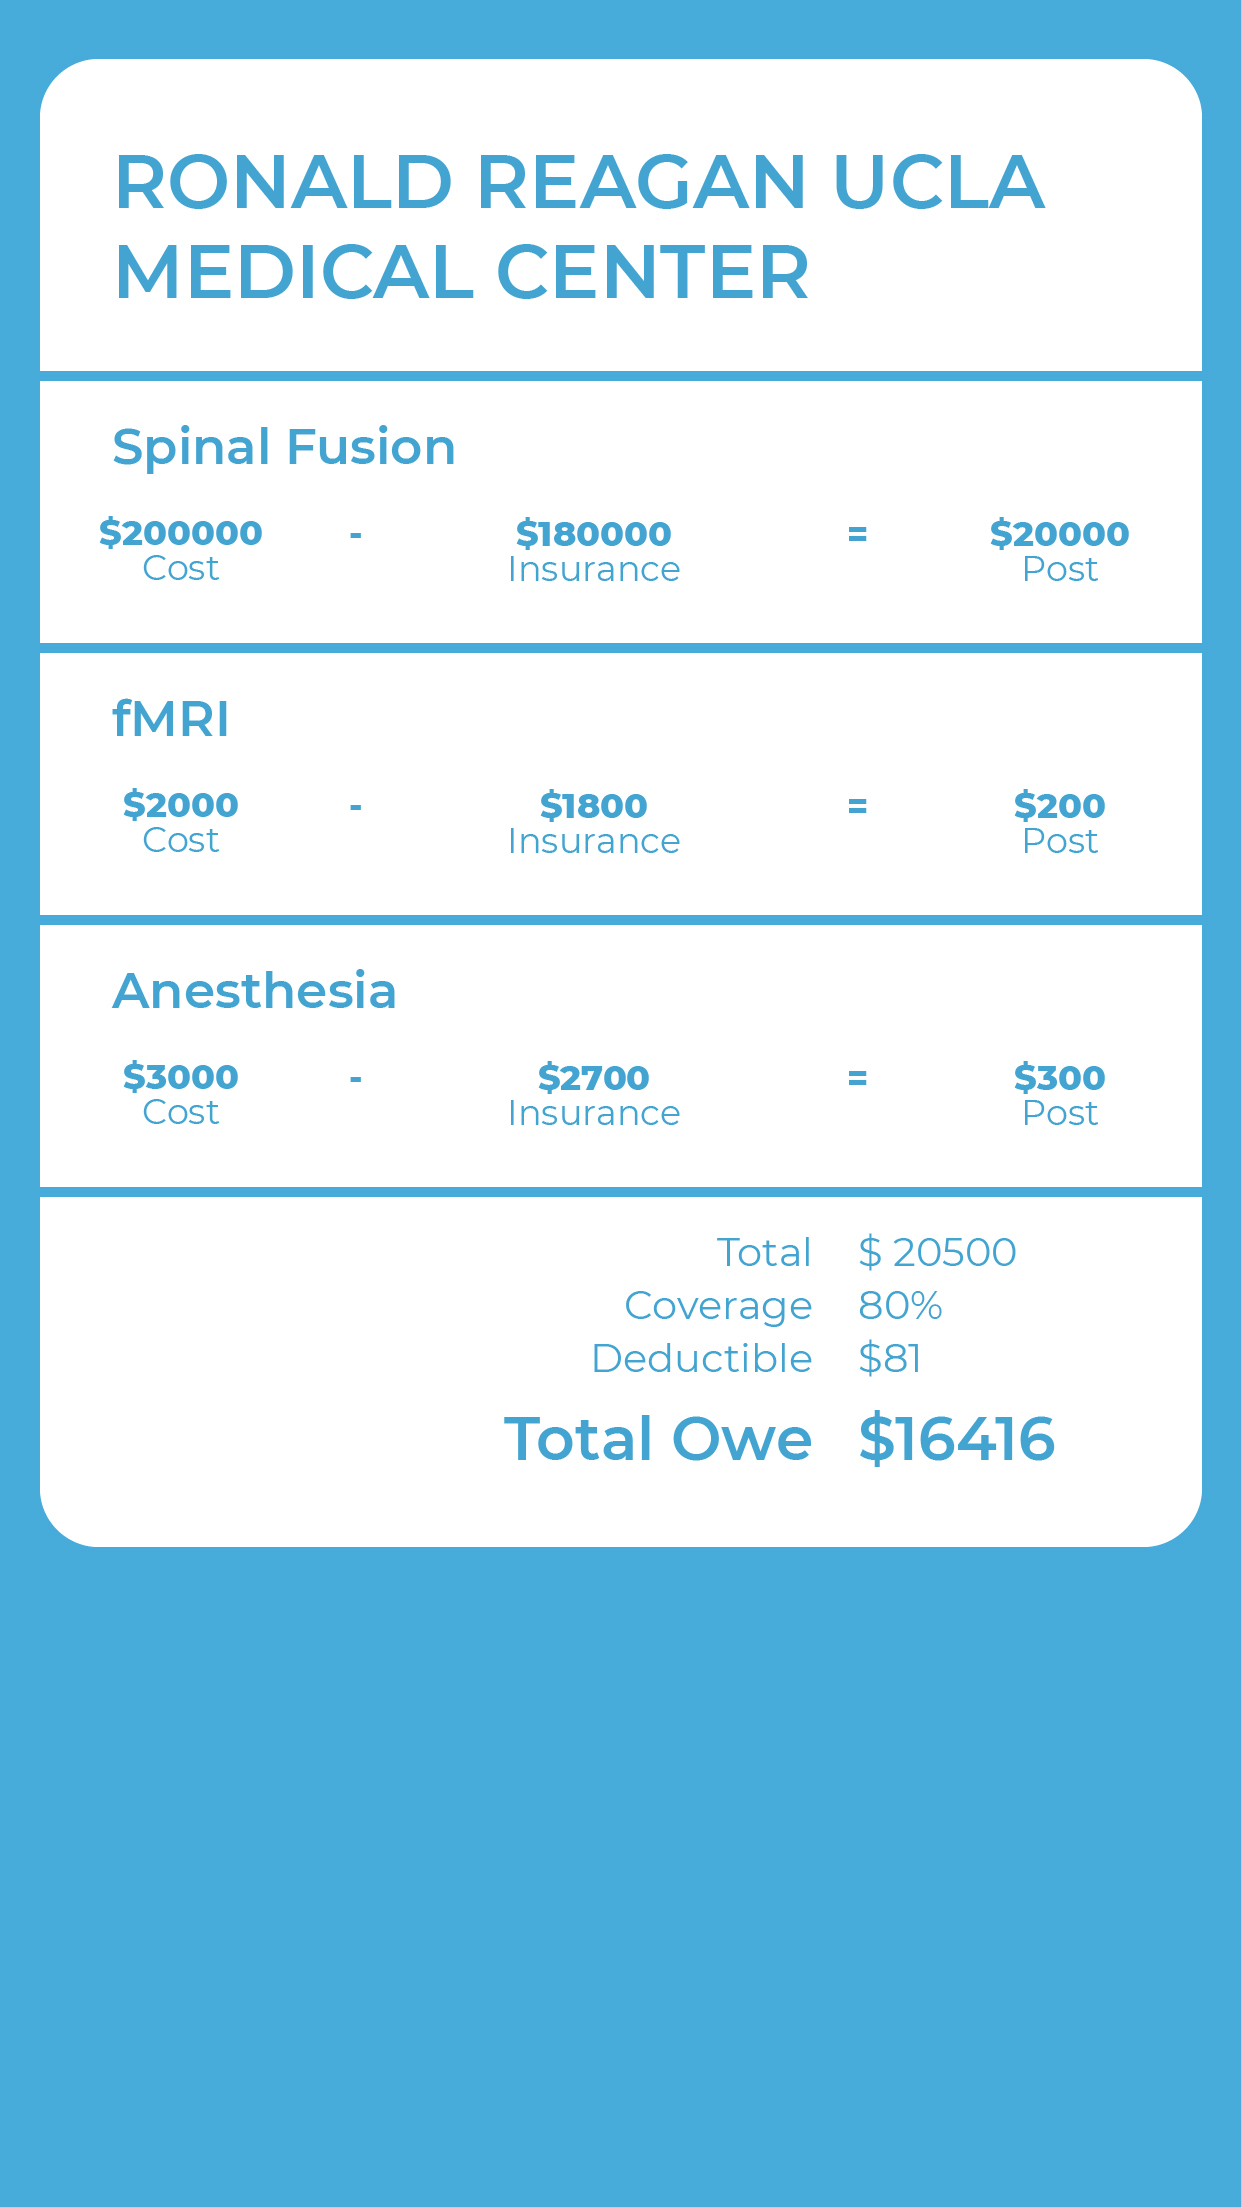 RONALD REAGAN UCLA
MEDICAL CENTER
Spinal Fusion
$200000 - $180000 = $20000
Cost Insurance Post
fMRI
$2000 - $1800 = $200
Cost Insurance Post
Anesthesia
$3000 - $2700 = $300
Cost Insurance Post
Total $ 20500
Coverage 80%
Deductible $81
Total Owe $16416